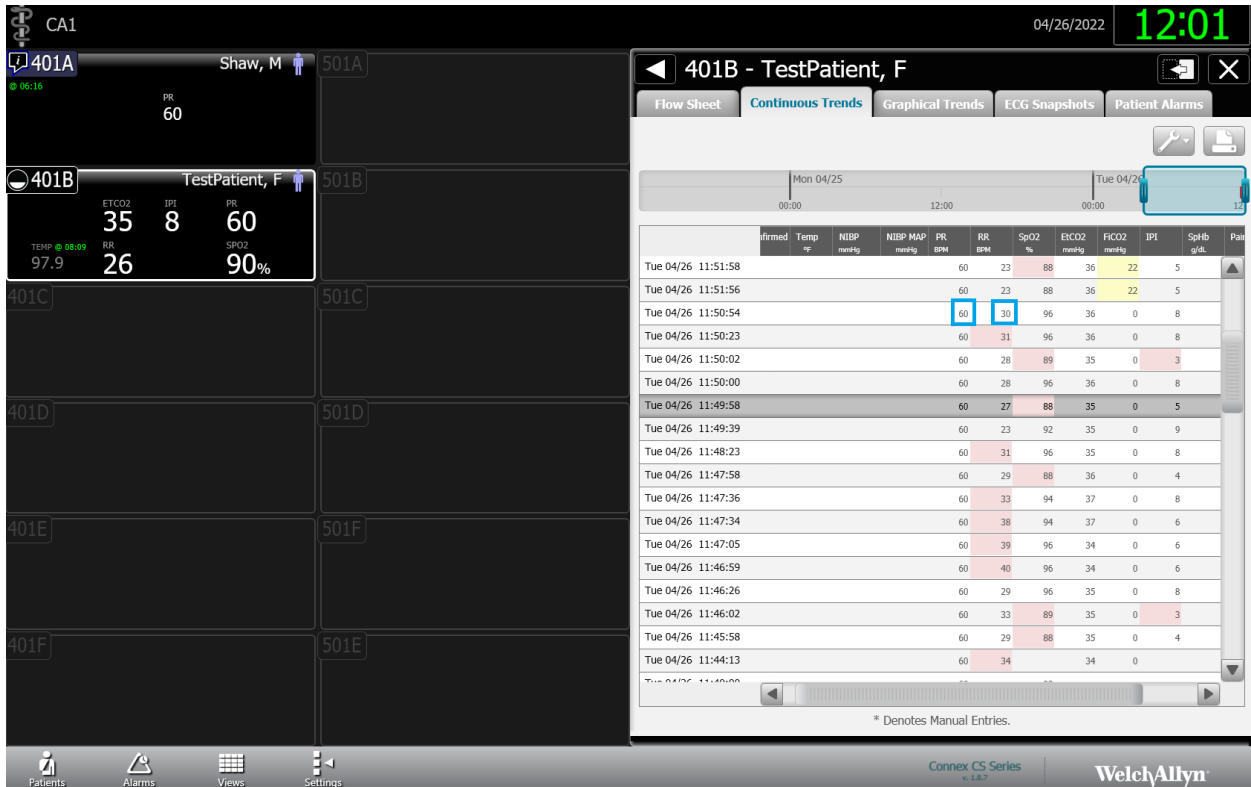 CA1
04/26/2022
12:01
401A
Shaw, M
@ 06:16
PR
60
501A
401B
TestPatient, F
ETCO2 IPI PR
35 8 60
TEMP @ 08:09 RR SPO2
97.9 26 90%
501B
401C
501C
401D
501D
401E
501F
401F
501E
401B - TestPatient, F
Flow Sheet Continuous Trends Graphical Trends ECG Snapshots Patient Alarms
Mon 04/25 Tue 04/26
00:00 12:00 00:00 12
nfirmed Temp NIBP NIBP MAP PR RR SpO2 EtCO2 FiCO2 IPI SpHb Pain
ºF mmHg mmHg BPM BPM % mmHg mmHg g/dL
Tue 04/26 11:51:58 60 23 88 36 22 5
Tue 04/26 11:51:56 60 23 88 36 22 5
Tue 04/26 11:50:54 60 30 96 36 0 8
Tue 04/26 11:50:23 60 31 96 36 0 8
Tue 04/26 11:50:02 60 28 89 35 0 3
Tue 04/26 11:50:00 60 28 96 36 0 8
Tue 04/26 11:49:58 60 27 88 35 0 5
Tue 04/26 11:49:39 60 23 92 35 0 9
Tue 04/26 11:48:23 60 31 96 35 0 8
Tue 04/26 11:47:58 60 29 88 36 0 4
Tue 04/26 11:47:36 60 33 94 37 0 8
Tue 04/26 11:47:34 60 38 94 37 0 6
Tue 04/26 11:47:05 60 39 96 34 0 6
Tue 04/26 11:46:59 60 40 96 34 0 6
Tue 04/26 11:46:26 60 29 96 35 0 8
Tue 04/26 11:46:02 60 33 89 35 0 3
Tue 04/26 11:45:58 60 29 88 35 0 4
Tue 04/26 11:44:13 60 34 34 0
* Denotes Manual Entries.
Patients Alarms Views Settings
Connex CS Series
v. 1.8.7
WelchAllyn